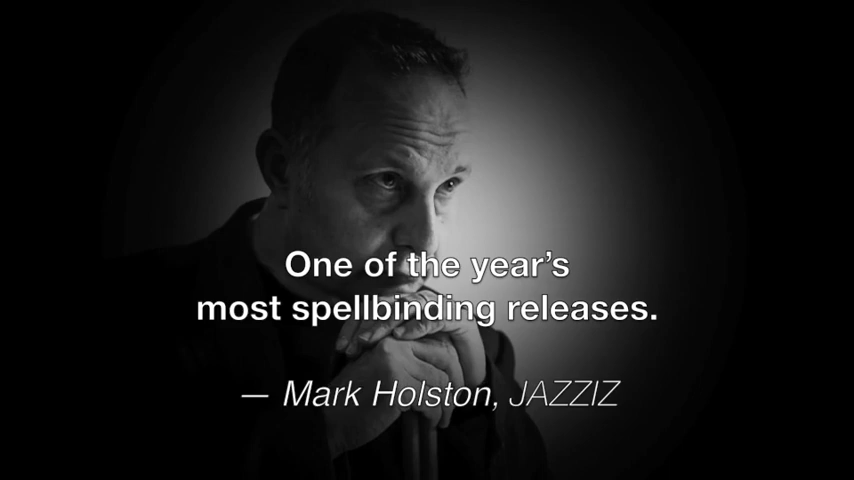 One of the year’s
most spellbinding releases.
— Mark Holston, JAZZIZ